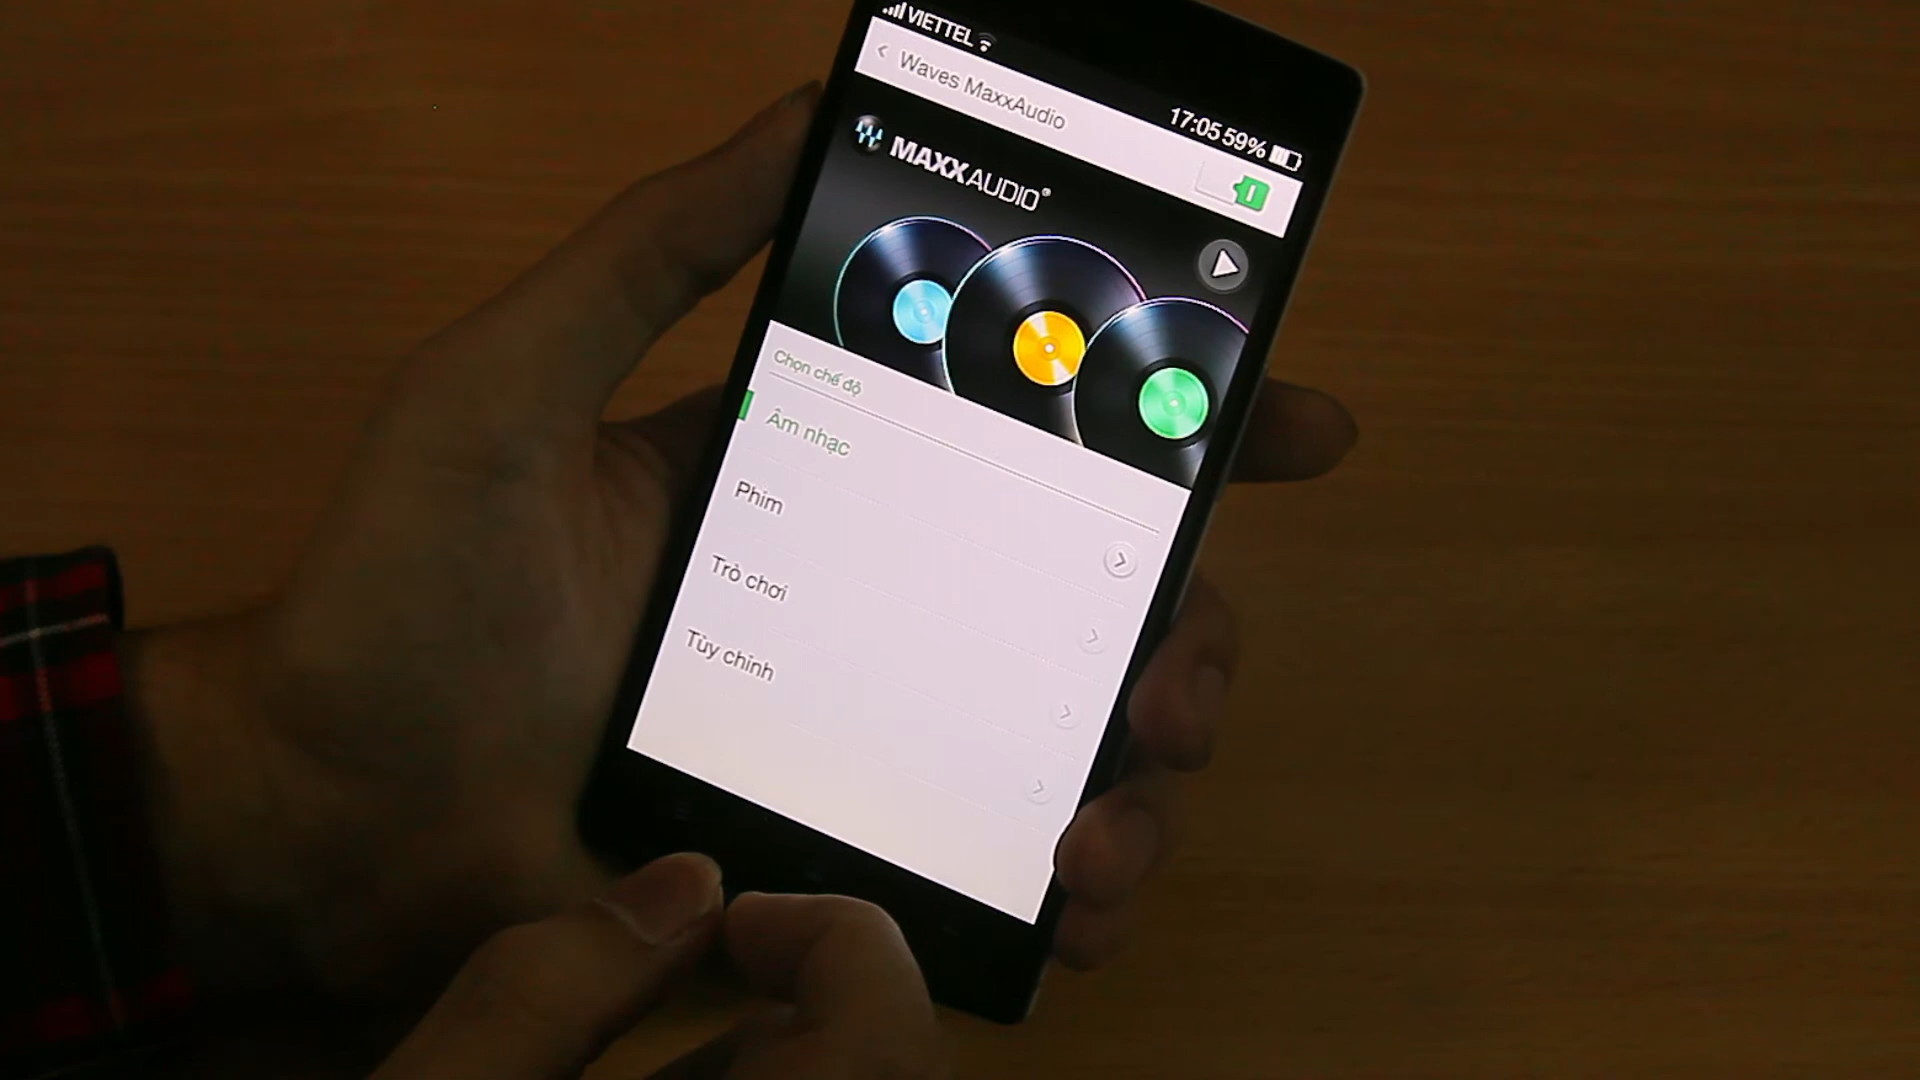 VIETTEL 17:05 59%
Waves MaxxAudio
MAXXAUDIO®
Chọn chế độ
Âm nhạc
Phim
Trò chơi
Tùy chỉnh